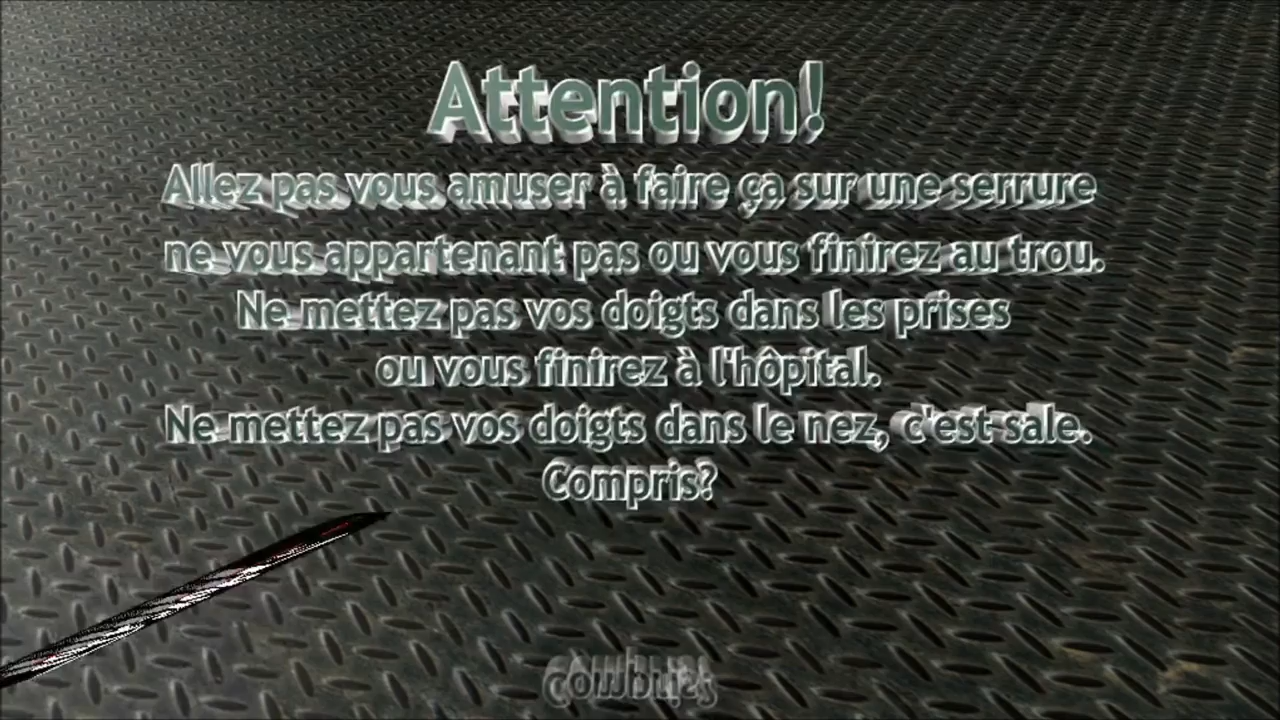 Attention!
Allez pas vous amuser à faire ça sur une serrure
ne vous appartenant pas ou vous finirez au trou.
Ne mettez pas vos doigts dans les prises
ou vous finirez à l'hôpital.
Ne mettez pas vos doigts dans le nez, c'est sale.
Compris?